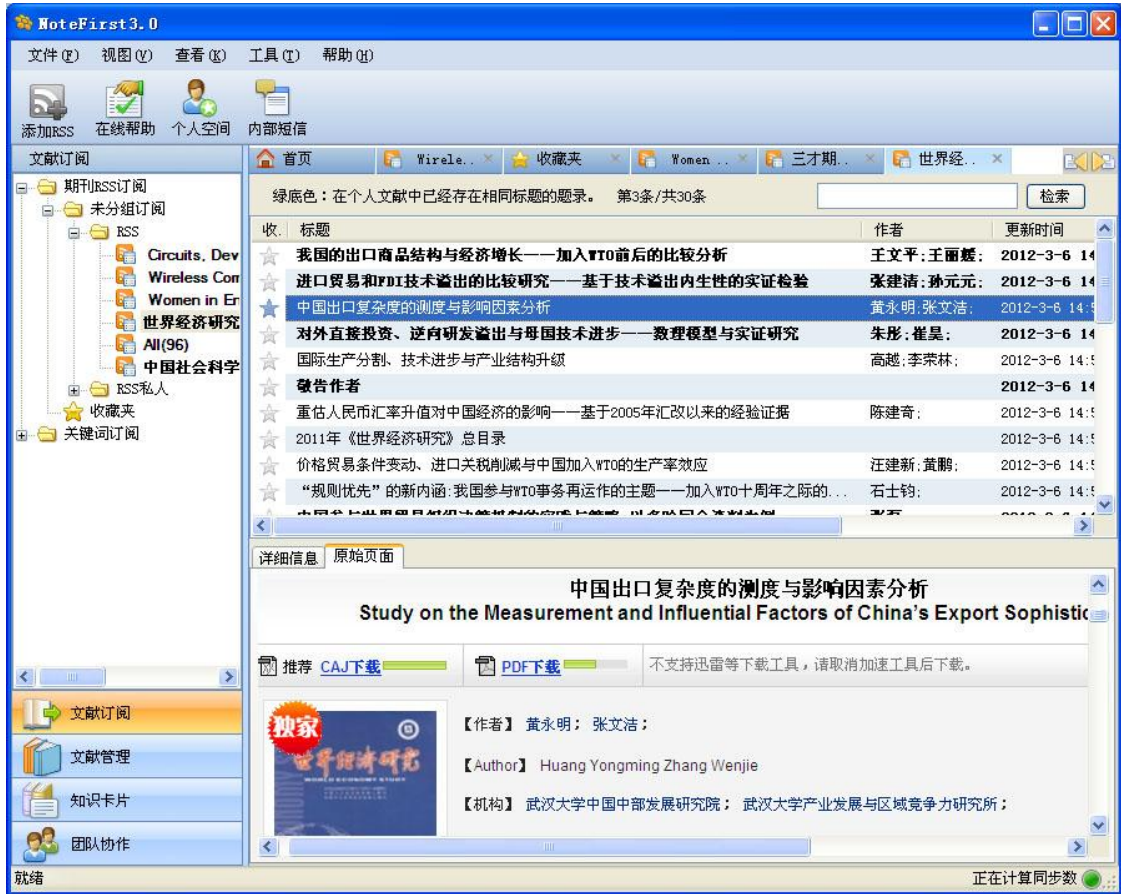 NoteFirst3.0
文件(F) 视图(V) 查看(K) 工具(T) 帮助(H)
添加RSS 在线帮助 个人空间 内部短信
文献订阅
期刊RSS订阅
未分组订阅
RSS
Circuits, Dev
Wireless Com
Women in En
世界经济研究
All(96)
中国社会科学
RSS私人
收藏夹
关键词订阅
文献订阅
文献管理
知识卡片
团队协作
首页 Wirele.. 收藏夹 Women .. 三才期.. 世界经..
绿底色：在个人文献中已经存在相同标题的题录。 第3条/共30条 检索
收. 标题 作者 更新时间
我国的出口商品结构与经济增长——加入WTO前后的比较分析 王文平;王丽媛; 2012-3-6 14
进口贸易和FDI技术溢出的比较研究——基于技术溢出内生性的实证检验 张建清;孙元元; 2012-3-6 14
中国出口复杂度的测度与影响因素分析 黄永明;张文洁; 2012-3-6 14:5
对外直接投资、逆向研发溢出与母国技术进步——数理模型与实证研究 朱彤;崔昊; 2012-3-6 14
国际生产分割、技术进步与产业结构升级 高越;李荣林; 2012-3-6 14:5
敬告作者 2012-3-6 14
重估人民币汇率升值对中国经济的影响——基于2005年汇改以来的经验证据 陈建奇; 2012-3-6 14:5
2011年《世界经济研究》总目录 2012-3-6 14:5
价格贸易条件变动、进口关税削减与中国加入WTO的生产率效应 汪建新;黄鹏; 2012-3-6 14:5
“规则优先”的新内涵:我国参与WTO事务再运作的主题——加入WTO十周年之际的... 石士钧; 2012-3-6 14:5
详细信息 原始页面
中国出口复杂度的测度与影响因素分析
Study on the Measurement and Influential Factors of China's Export Sophistic
推荐 CAJ下载 PDF下载 不支持迅雷等下载工具，请取消加速工具后下载。
独家
世界经济研究
WORLD ECONOMY STUDY
【作者】 黄永明； 张文洁；
【Author】 Huang Yongming Zhang Wenjie
【机构】 武汉大学中国中部发展研究院； 武汉大学产业发展与区域竞争力研究所；
就绪 正在计算同步数